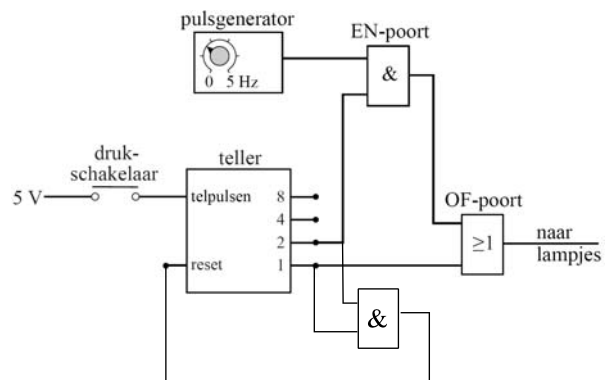 pulsgenerator
0 5 Hz
EN-poort
&
druk-
schakelaar
5 V
teller
telpulsen
8
4
2
reset
1
OF-poort
≥1
naar
lampjes
&